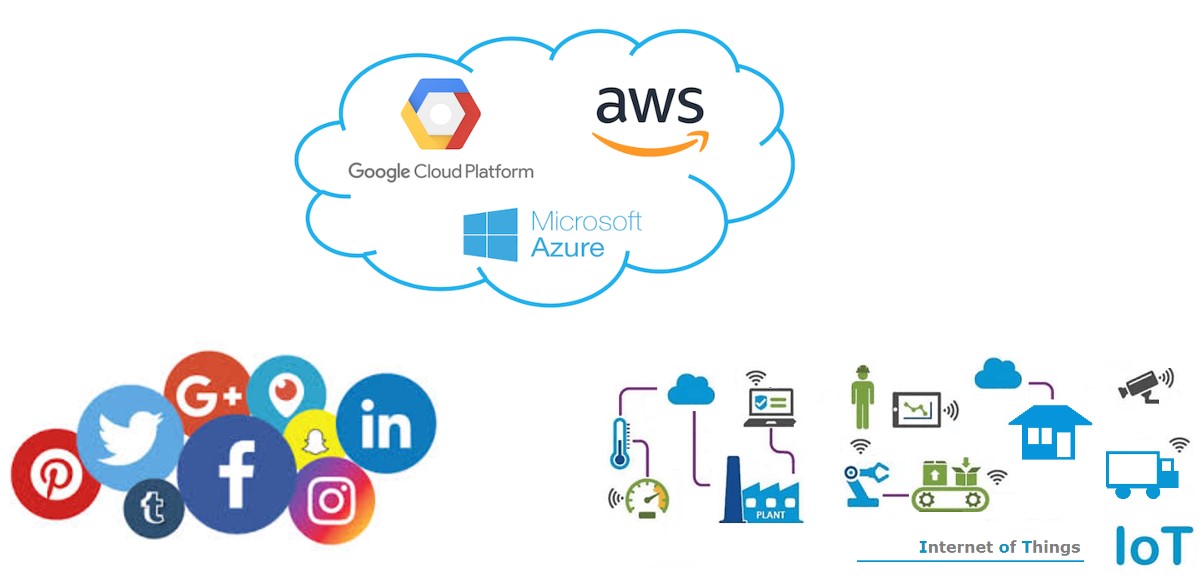 aws
Google Cloud Platform
Microsoft
Azure
G+
in
f
t
PLANT
Internet of Things
IoT